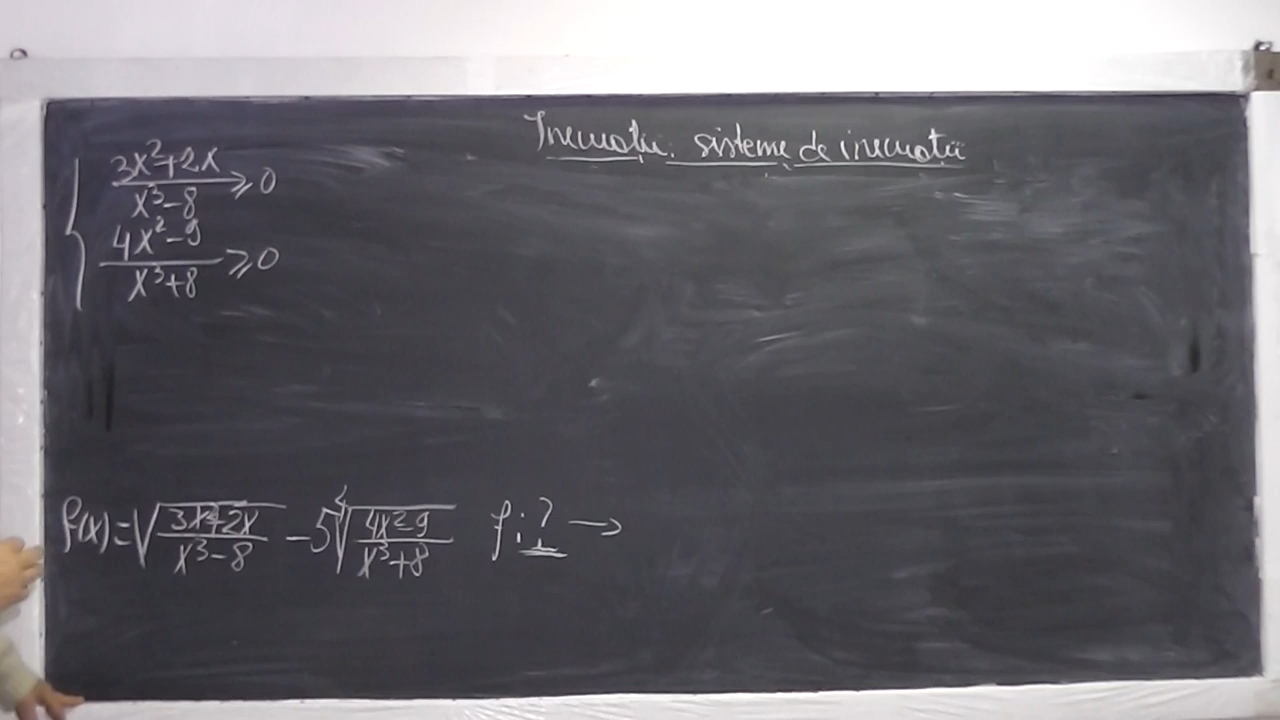 Inecuații. sisteme de inecuații
{ (3x²+2x)/(x³-8) ≥ 0
(4x²-9)/(x³+8) ≥ 0
f(x)=√((3x²+2x)/(x³-8)) - 5∜((4x²-9)/(x³+8)) f: ? →